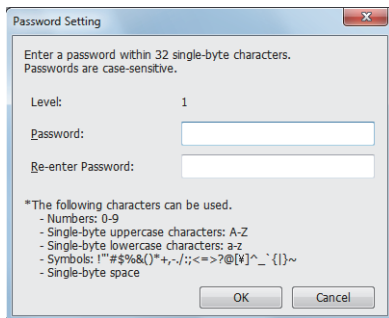 Password Setting
Enter a password within 32 single-byte characters.
Passwords are case-sensitive.
Level: 1
Password:
Re-enter Password:
*The following characters can be used.
- Numbers: 0-9
- Single-byte uppercase characters: A-Z
- Single-byte lowercase characters: a-z
- Symbols: !"'#$%&()*+,-./:;<=>?@[¥]^_`{|}~
- Single-byte space
OK Cancel